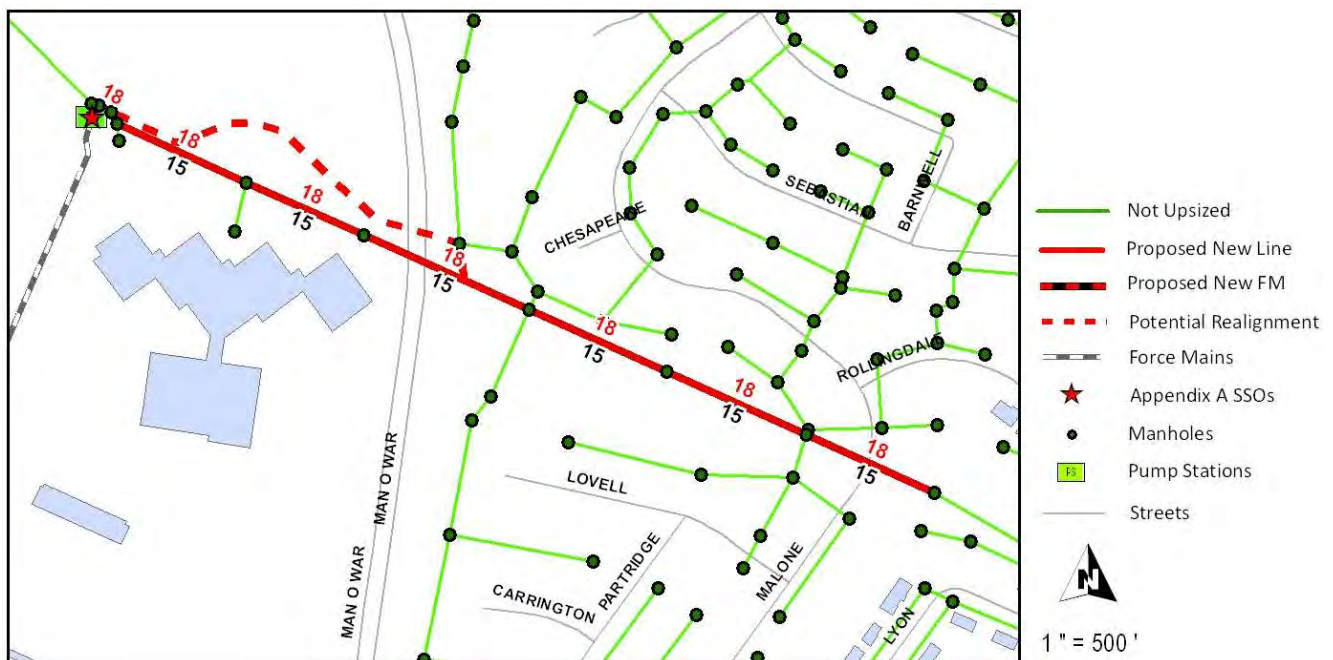 18
18
15
18
15
18
15
18
15
18
15
18
15
CHESAPEAKE
SEBASTIAN
BARNWELL
ROLLINGDALE
MAN O WAR
MAN O WAR
LOVELL
PARTRIDGE
CARRINGTON
MALONE
LYON
Not Upsized
Proposed New Line
Proposed New FM
Potential Realignment
Force Mains
Appendix A SSOs
Manholes
PS
Pump Stations
Streets
N
1 " = 500 '